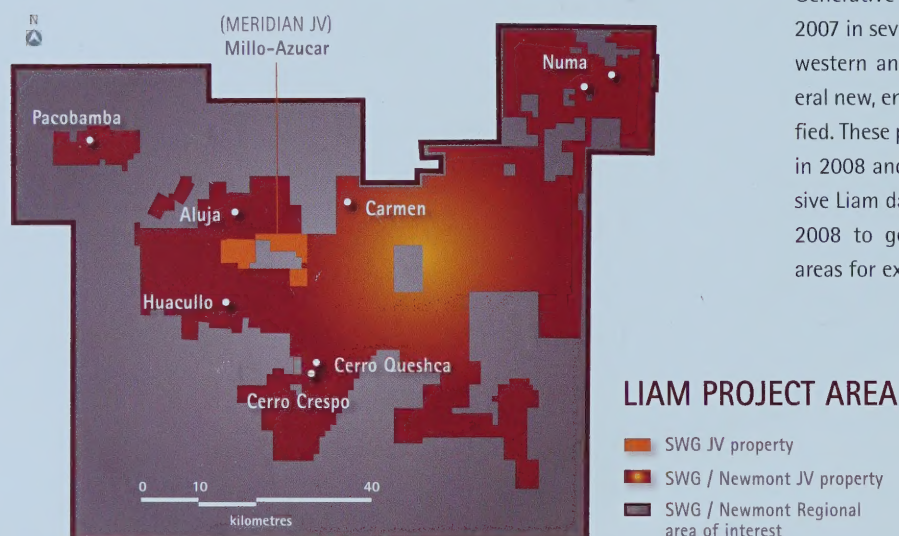 N
(MERIDIAN JV)
Millo-Azucar
Numa
Pacobamba
Aluja
Carmen
Huacullo
Cerro Queshca
Cerro Crespo
0 10 40
kilometres
2007 in sev
western an
eral new, en
fied. These p
in 2008 and
sive Liam da
2008 to ge
areas for ex
LIAM PROJECT AREA
SWG JV property
SWG / Newmont JV property
SWG / Newmont Regional
area of interest